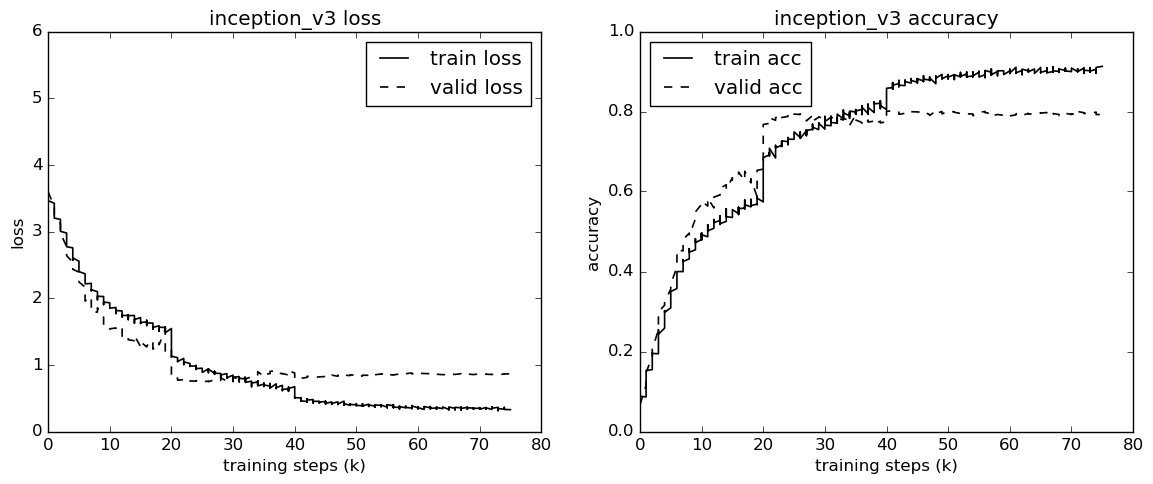 inception_v3 loss
6
5
4
3
2
1
0
loss
train loss
valid loss
0 10 20 30 40 50 60 70 80
training steps (k)
inception_v3 accuracy
1.0
0.8
0.6
0.4
0.2
0.0
accuracy
train acc
valid acc
0 10 20 30 40 50 60 70 80
training steps (k)